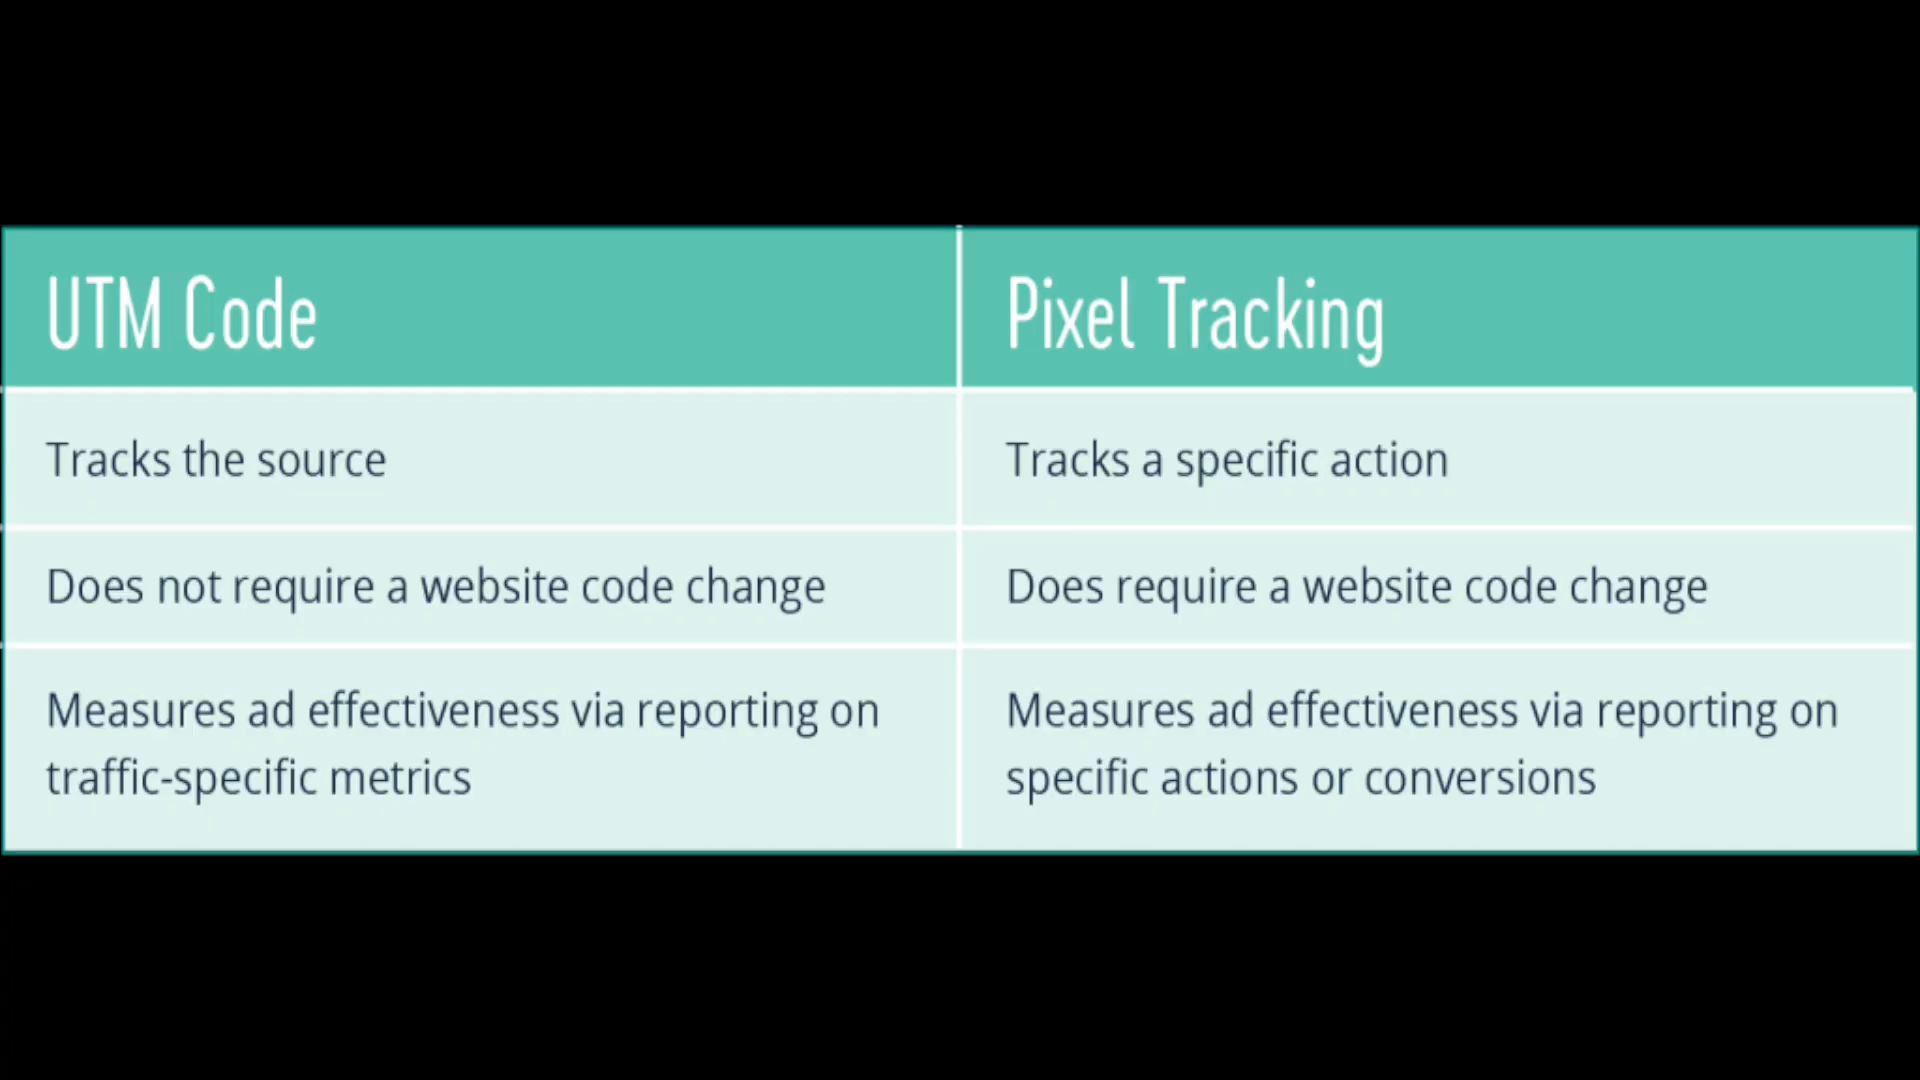 UTM Code
Pixel Tracking
Tracks the source
Tracks a specific action
Does not require a website code change
Does require a website code change
Measures ad effectiveness via reporting on
traffic-specific metrics
Measures ad effectiveness via reporting on
specific actions or conversions